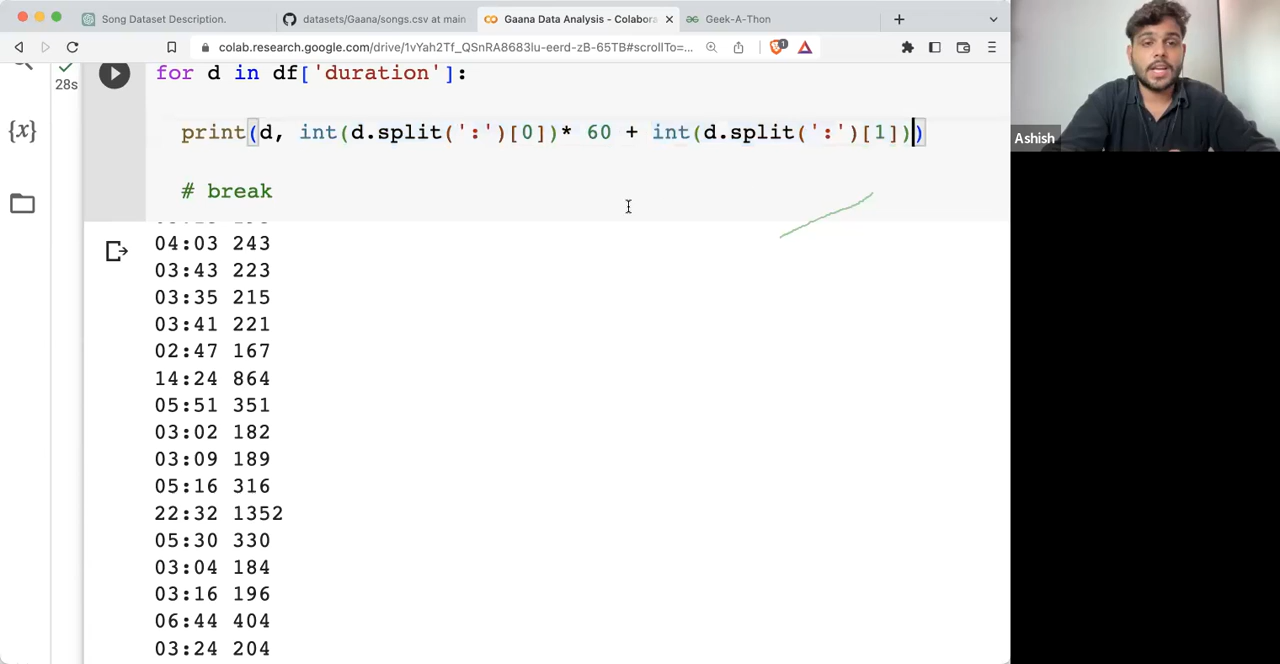 Song Dataset Description.
datasets/Gaana/songs.csv at main
Gaana Data Analysis - Colabora
Geek-A-Thon
colab.research.google.com/drive/1vYah2Tf_QSnRA8683lu-eerd-zB-65TB#scrollTo=...
1
28s
for d in df['duration']:
print(d, int(d.split(':')[0])* 60 + int(d.split(':')[1]))
# break
{x}
Ashish
04:03 243
03:43 223
03:35 215
03:41 221
02:47 167
14:24 864
05:51 351
03:02 182
03:09 189
05:16 316
22:32 1352
05:30 330
03:04 184
03:16 196
06:44 404
03:24 204